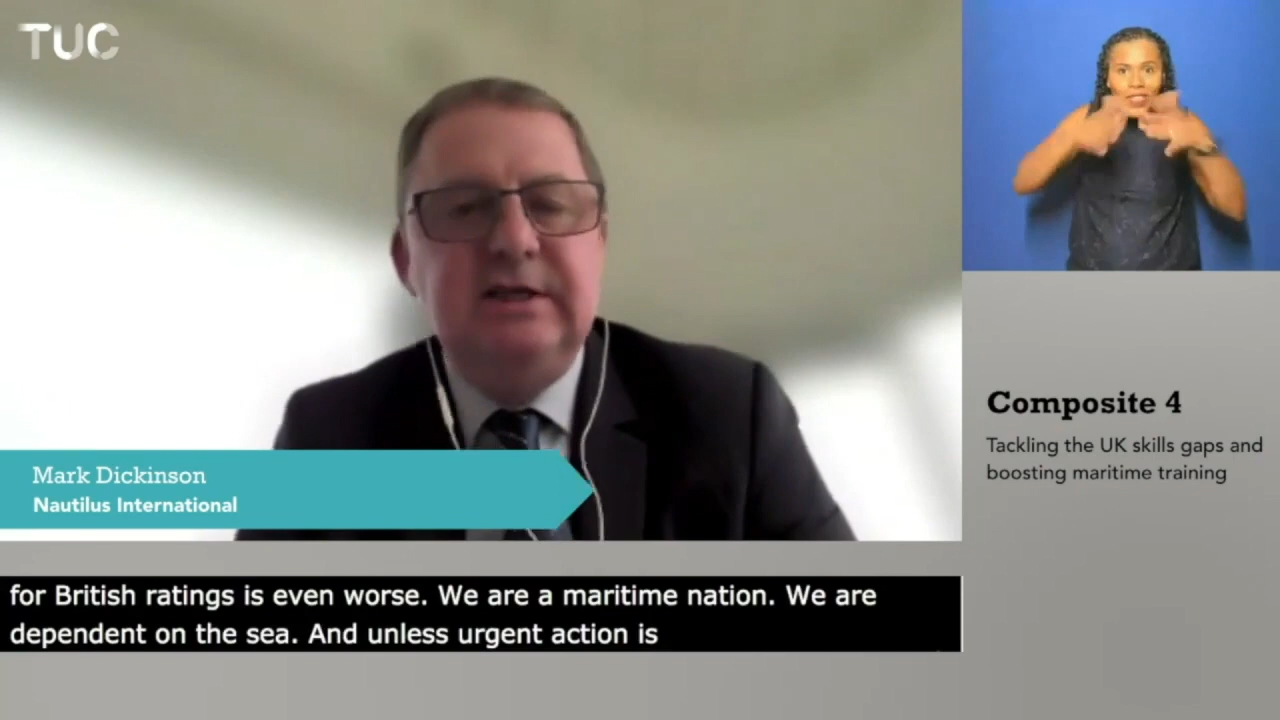 TUC
Mark Dickinson
Nautilus International
Composite 4
Tackling the UK skills gaps and
boosting maritime training
for British ratings is even worse. We are a maritime nation. We are
dependent on the sea. And unless urgent action is